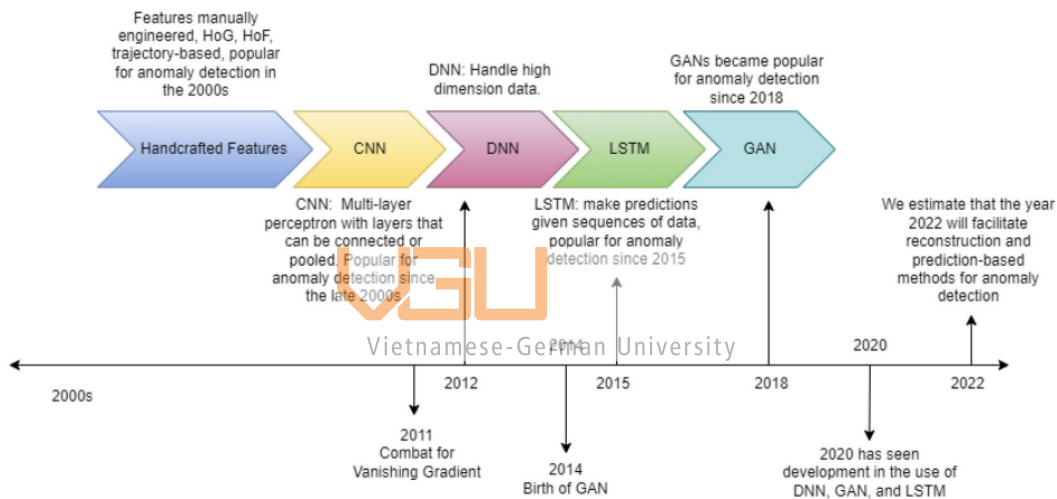 Features manually
engineered, HoG, HoF,
trajectory-based, popular
for anomaly detection in
the 2000s
DNN: Handle high
dimension data.
GANs became popular
for anomaly detection
since 2018
Handcrafted Features
CNN
DNN
LSTM
GAN
CNN:  Multi-layer
perceptron with layers that
can be connected or
pooled. Popular for
anomaly detection since
the late 2000s
LSTM: make predictions
given sequences of data,
popular for anomaly
detection since 2015
We estimate that the year
2022 will facilitate
reconstruction and
prediction-based
methods for anomaly
detection
VGU
Vietnamese-German University
2014
2020
2000s
2012
2015
2018
2022
2011
Combat for
Vanishing Gradient
2014
Birth of GAN
2020 has seen
development in the use of
DNN, GAN, and LSTM